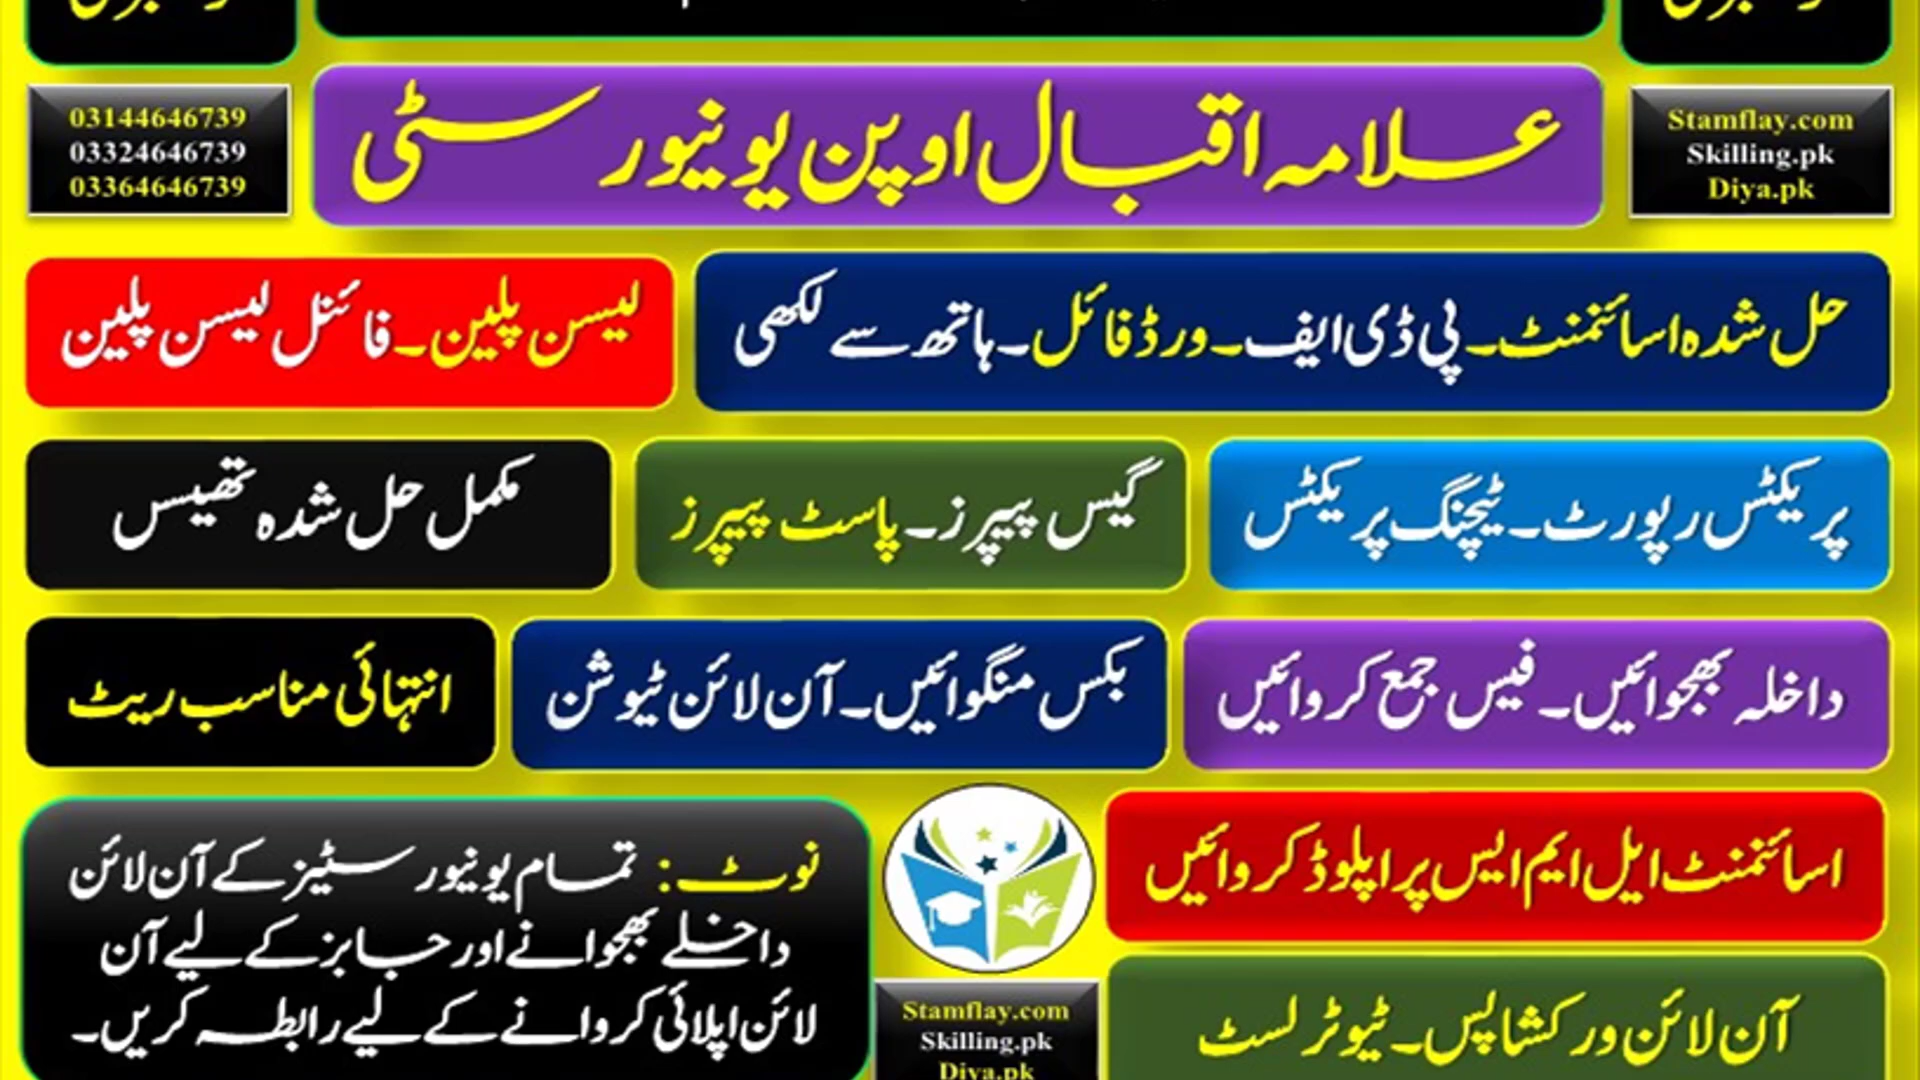 علامہ اقبال اوپن یونیورسٹی
03144646739
03324646739
03364646739
Stamflay.com
Skilling.pk
Diya.pk
حل شدہ اسائنمنٹ۔ پی ڈی ایف۔ ورڈ فائل۔ ہاتھ سے لکھی
لیسن پلین۔ فائنل لیسن پلین
پریکٹس رپورٹ۔ ٹیچنگ پریکٹس
گیس پیپرز۔ پاسٹ پیپرز
مکمل حل شدہ تھیسس
داخلہ بھجوائیں۔ فیس جمع کروائیں
بکس منگوائیں۔ آن لائن ٹیوشن
انتہائی مناسب ریٹ
اسائنمنٹ ایل ایم ایس پر اپلوڈ کروائیں
نوٹ: تمام یونیورسٹیز کے آن لائن
داخلے بھجوانے اور جابز کے لیے آن
لائن اپلائی کروانے کے لیے رابطہ کریں۔
آن لائن ورکشاپس۔ ٹیوٹر لسٹ
Stamflay.com
Skilling.pk
Diya.pk